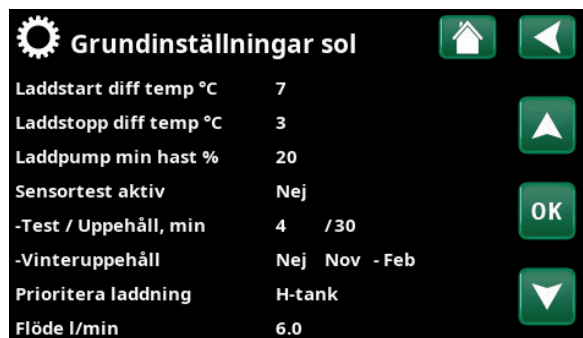 Grundinställningar sol
Laddstart diff temp °C 7
Laddstopp diff temp °C 3
Laddpump min hast % 20
Sensortest aktiv Nej
-Test / Uppehåll, min 4 /30
OK
-Vinteruppehåll Nej Nov - Feb
Prioritera laddning H-tank
Flöde l/min 6.0